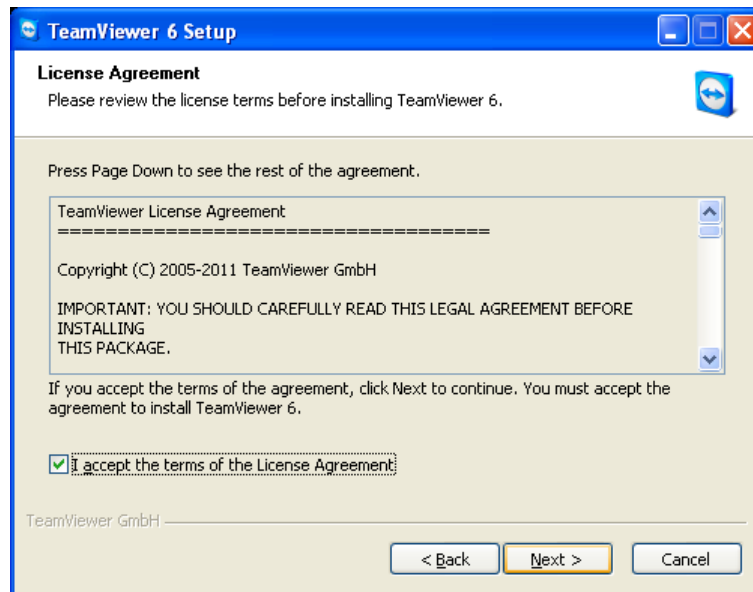 TeamViewer 6 Setup
License Agreement
Please review the license terms before installing TeamViewer 6.
Press Page Down to see the rest of the agreement.
TeamViewer License Agreement
====================================
Copyright (C) 2005-2011 TeamViewer GmbH
IMPORTANT: YOU SHOULD CAREFULLY READ THIS LEGAL AGREEMENT BEFORE
INSTALLING
THIS PACKAGE.
If you accept the terms of the agreement, click Next to continue. You must accept the
agreement to install TeamViewer 6.
I accept the terms of the License Agreement
TeamViewer GmbH
< Back Next > Cancel